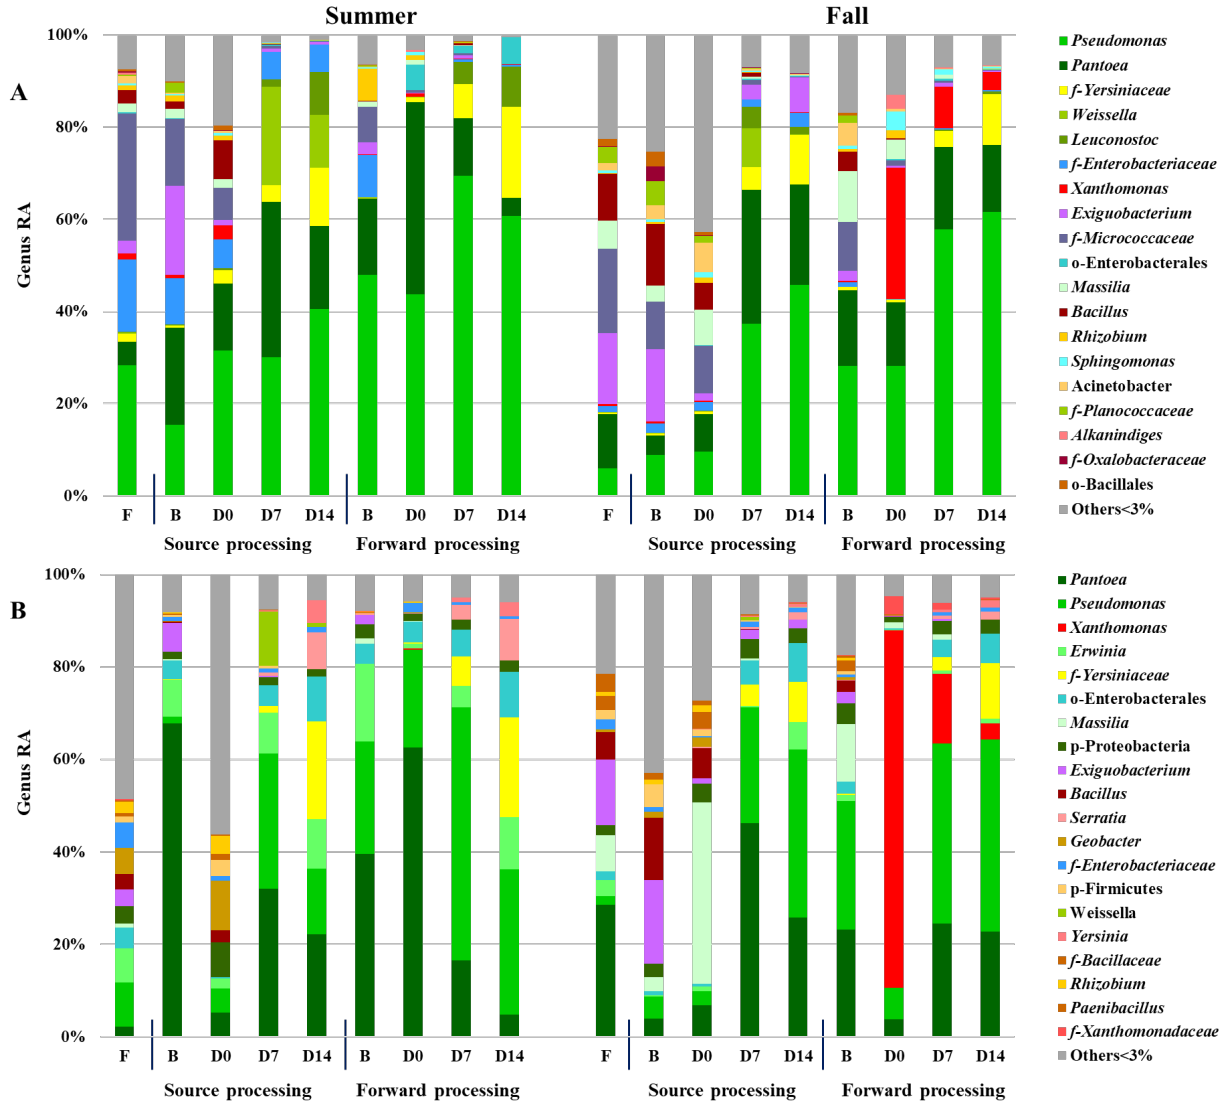 Summer Fall
A
Genus RA
100%
80%
60%
40%
20%
0%
F B D0 D7 D14 B D0 D7 D14 F B D0 D7 D14 B D0 D7 D14
Source processing Forward processing Source processing Forward processing
Pseudomonas
Pantoea
f-Yersiniaceae
Weissella
Leuconostoc
f-Enterobacteriaceae
Xanthomonas
Exiguobacterium
f-Micrococcaceae
o-Enterobacterales
Massilia
Bacillus
Rhizobium
Sphingomonas
Acinetobacter
f-Planococcaceae
Alkanindiges
f-Oxalobacteraceae
o-Bacillales
Others<3%
B
Genus RA
100%
80%
60%
40%
20%
0%
F B D0 D7 D14 B D0 D7 D14 F B D0 D7 D14 B D0 D7 D14
Source processing Forward processing Source processing Forward processing
Pantoea
Pseudomonas
Xanthomonas
Erwinia
f-Yersiniaceae
o-Enterobacterales
Massilia
p-Proteobacteria
Exiguobacterium
Bacillus
Serratia
Geobacter
f-Enterobacteriaceae
p-Firmicutes
Weissella
Yersinia
f-Bacillaceae
Rhizobium
Paenibacillus
f-Xanthomonadaceae
Others<3%